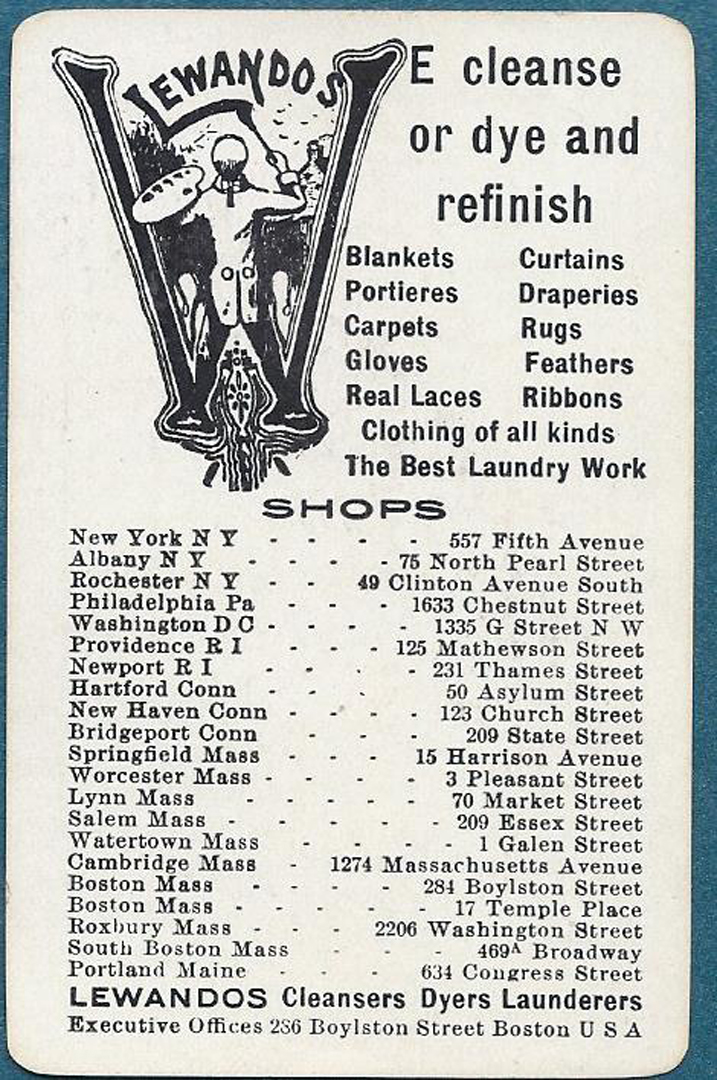 LEWANDOS
WE cleanse
or dye and
refinish
Blankets Curtains
Portieres Draperies
Carpets Rugs
Gloves Feathers
Real Laces Ribbons
Clothing of all kinds
The Best Laundry Work
SHOPS
New York N Y - - - - 557 Fifth Avenue
Albany N Y - - - - - 75 North Pearl Street
Rochester N Y - - 49 Clinton Avenue South
Philadelphia Pa - - - 1633 Chestnut Street
Washington D C - - - - 1335 G Street N W
Providence R I - - - - 125 Mathewson Street
Newport R I - - - - 231 Thames Street
Hartford Conn - - - 50 Asylum Street
New Haven Conn - - - - 123 Church Street
Bridgeport Conn - - - 209 State Street
Springfield Mass - - - - 15 Harrison Avenue
Worcester Mass - - - - - 3 Pleasant Street
Lynn Mass - - - - - 70 Market Street
Salem Mass - - - - - - 209 Essex Street
Watertown Mass - - - - 1 Galen Street
Cambridge Mass - 1274 Massachusetts Avenue
Boston Mass - - - - 284 Boylston Street
Boston Mass - - - - - - 17 Temple Place
Roxbury Mass - - - 2206 Washington Street
South Boston Mass - - - 469A Broadway
Portland Maine - - - 634 Congress Street
LEWANDOS Cleansers Dyers Launderers
Executive Offices 286 Boylston Street Boston U S A